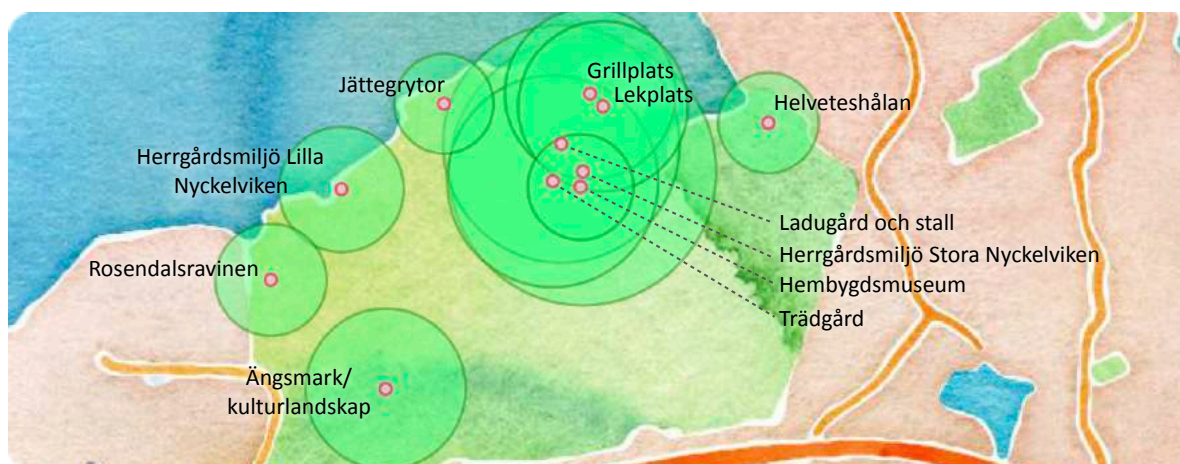 Grillplats
Lekplats
Jättegrytor
Helveteshålan
Herrgårdsmiljö Lilla
Nyckelviken
Ladugård och stall
Herrgårdsmiljö Stora Nyckelviken
Rosendalsravinen
Hembygdsmuseum
Trädgård
Ängsmark/
kulturlandskap